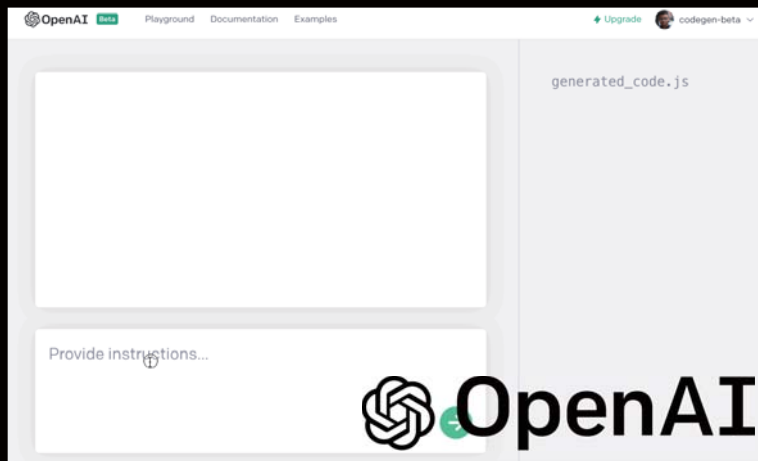 OpenAI Beta Playground Documentation Examples Upgrade codegen-beta
generated_code.js
Provide instructions...
OpenAI